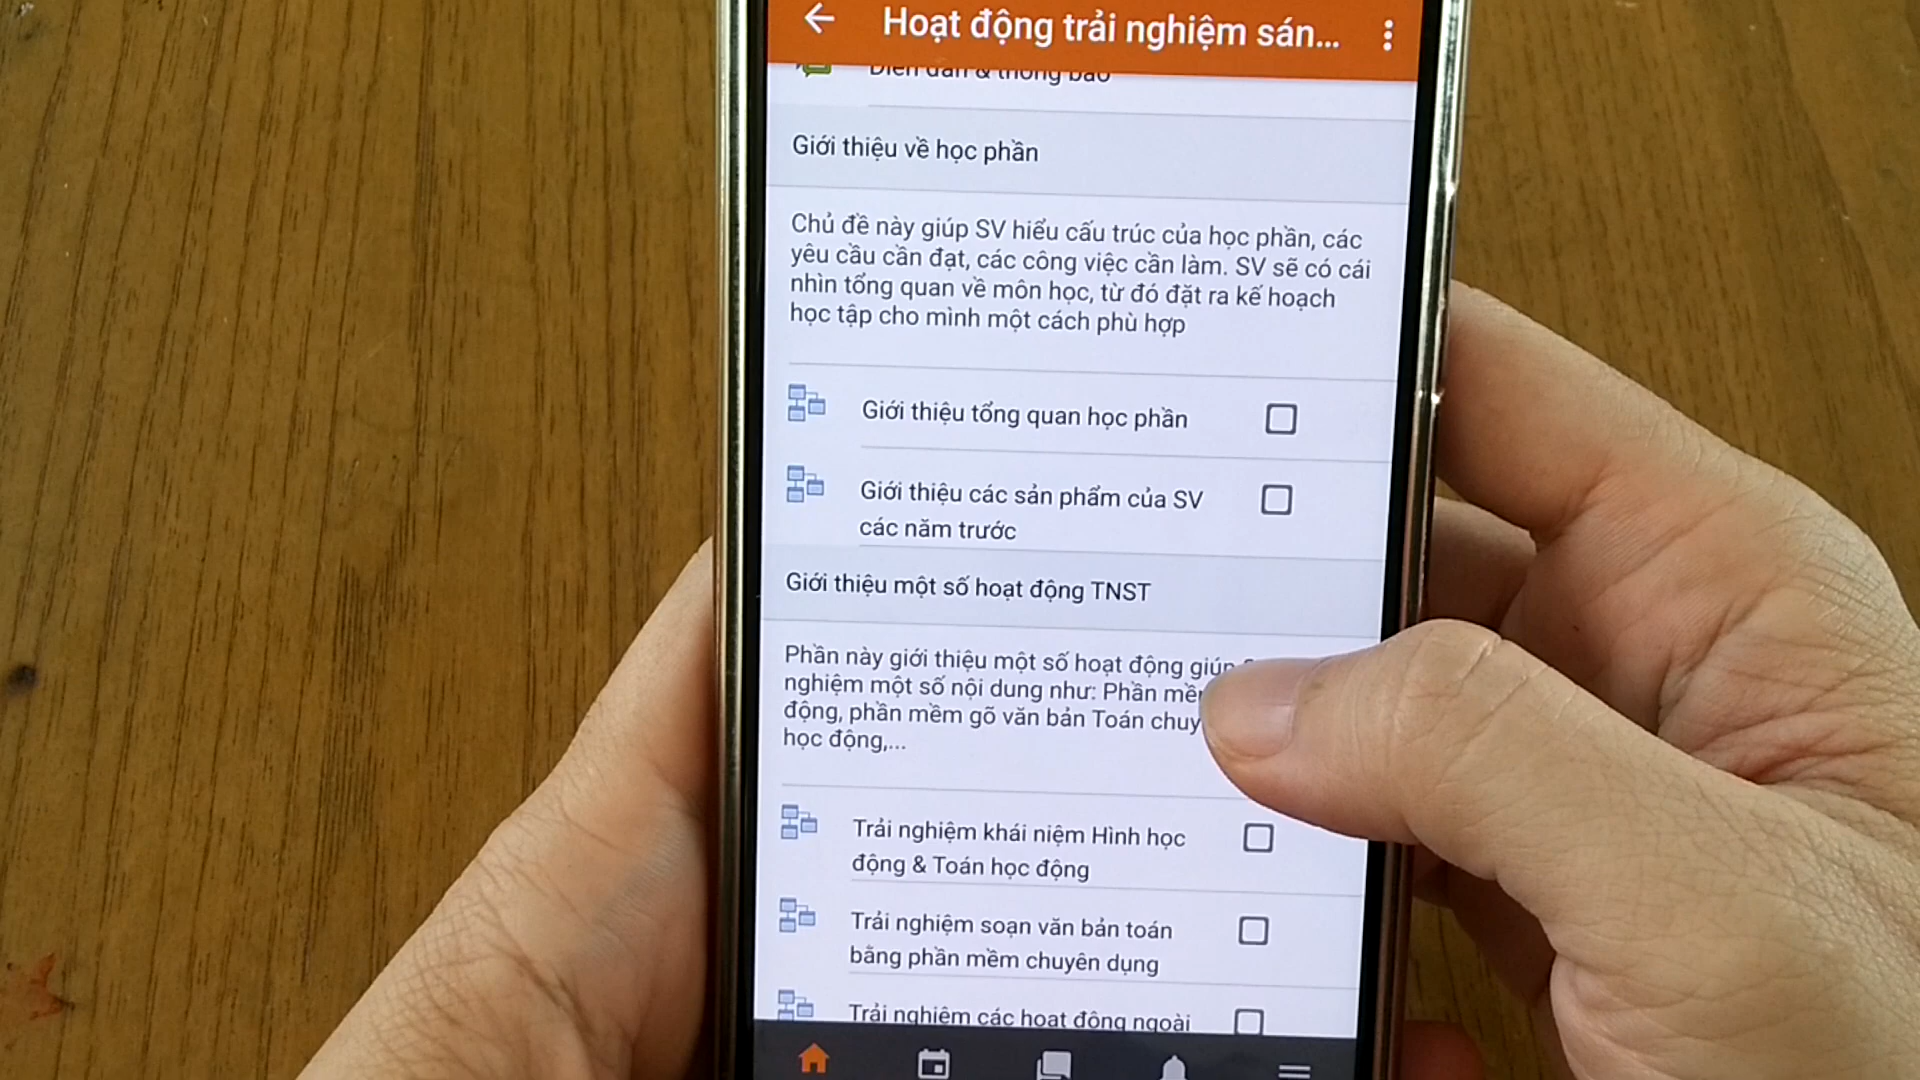 Hoạt động trải nghiệm sán...
Diễn đàn & thông báo
Giới thiệu về học phần
Chủ đề này giúp SV hiểu cấu trúc của học phần, các
yêu cầu cần đạt, các công việc cần làm. SV sẽ có cái
nhìn tổng quan về môn học, từ đó đặt ra kế hoạch
học tập cho mình một cách phù hợp
Giới thiệu tổng quan học phần
Giới thiệu các sản phẩm của SV
các năm trước
Giới thiệu một số hoạt động TNST
Phần này giới thiệu một số hoạt động giúp
nghiệm một số nội dung như: Phần mề
động, phần mềm gõ văn bản Toán chuy
học động,...
Trải nghiệm khái niệm Hình học
động & Toán học động
Trải nghiệm soạn văn bản toán
bằng phần mềm chuyên dụng
Trải nghiệm các hoạt động ngoài